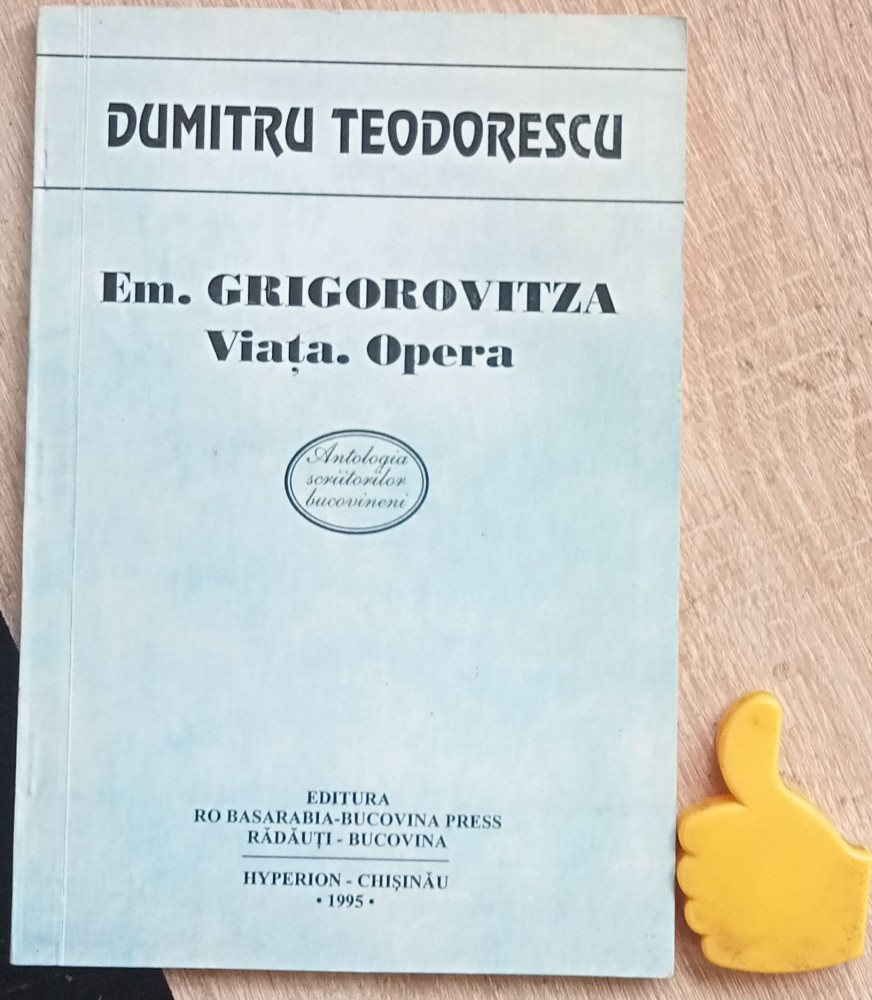 DUMITRU TEODORESCU
Em. GRIGOROVITZA
Viața. Opera
Antologia
scriitorilor
bucovineni
EDITURA
RO BASARABIA-BUCOVINA PRESS
RĂDĂUȚI - BUCOVINA
HYPERION - CHIȘINĂU
• 1995 •